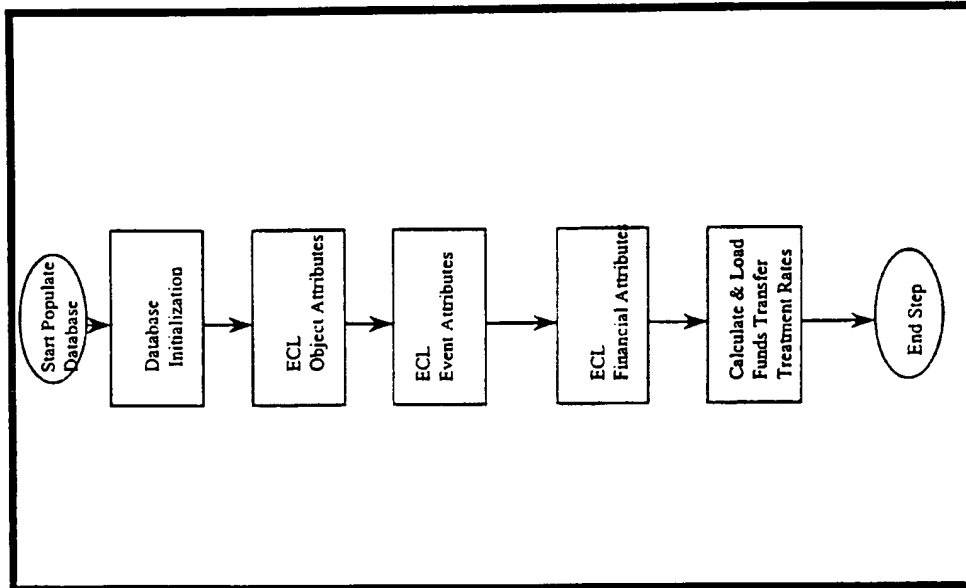 Start Populate
Database
Database
Initialization
ECL
Object Attributes
ECL
Event Attributes
ECL
Financial Attributes
Calculate & Load
Funds Transfer
Treatment Rates
End Step